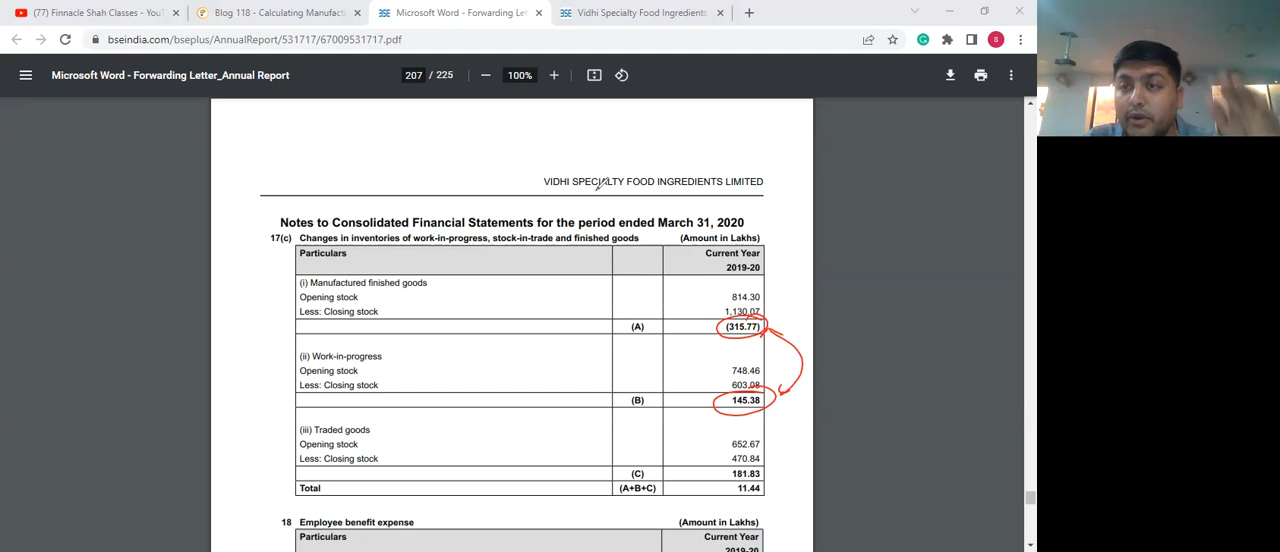 (77) Finnacle Shah Classes - YouT
Blog 118 - Calculating Manufacti
Microsoft Word - Forwarding Lette
Vidhi Specialty Food Ingredients
bseindia.com/bseplus/AnnualReport/531717/67009531717.pdf
S
Microsoft Word - Forwarding Letter_Annual Report
207 / 225
100%
VIDHI SPECIALTY FOOD INGREDIENTS LIMITED
Notes to Consolidated Financial Statements for the period ended March 31, 2020
17(c) Changes in inventories of work-in-progress, stock-in-trade and finished goods (Amount in Lakhs)
Particulars Current Year
2019-20
(i) Manufactured finished goods
Opening stock 814.30
Less: Closing stock 1,130.07
(A) (315.77)
(ii) Work-in-progress
Opening stock 748.46
Less: Closing stock 603.08
(B) 145.38
(iii) Traded goods
Opening stock 652.67
Less: Closing stock 470.84
(C) 181.83
Total (A+B+C) 11.44
18 Employee benefit expense (Amount in Lakhs)
Particulars Current Year
2019-20